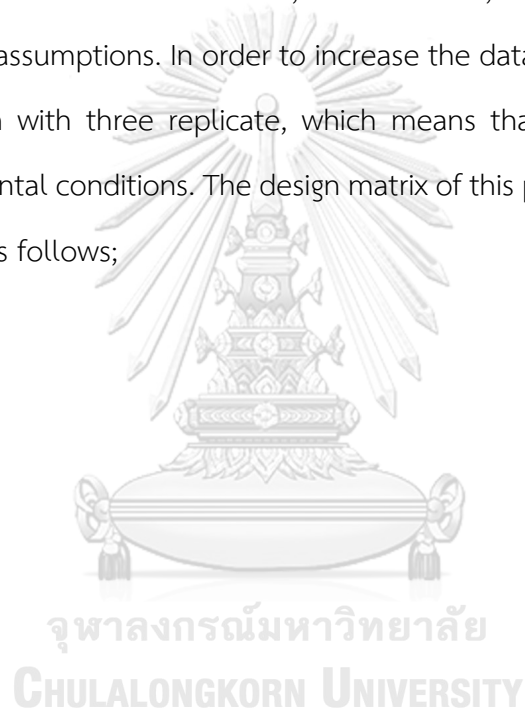 assumptions. In order to increase the data
with three replicate, which means tha
ntal conditions. The design matrix of this p
s follows;
จุฬาลงกรณ์มหาวิทยาลัย
CHULALONGKORN UNIVERSITY